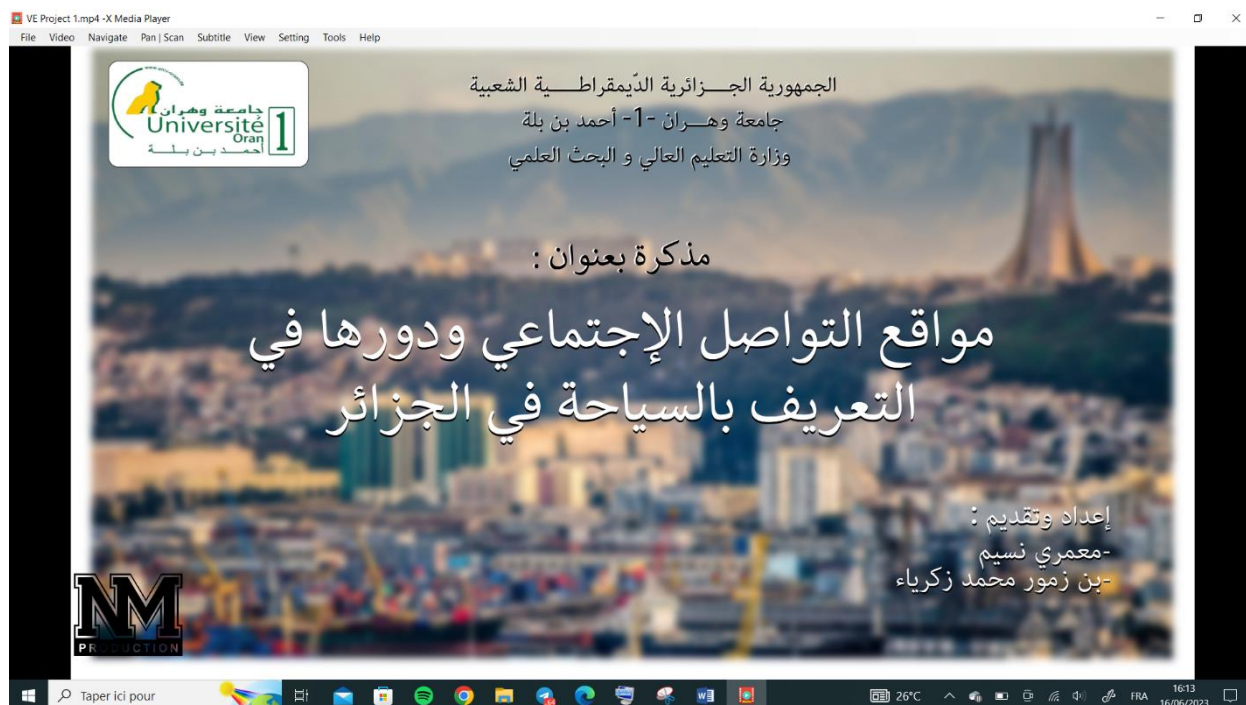 VE Project 1.mp4 -X Media Player
File Video Navigate Pan | Scan Subtitle View Setting Tools Help
جامعة وهران
Université 1
Oran
أحمد بن بلة
الجمهورية الجـــزائرية الدّيمقراطـــية الشعبية
جامعة وهـــران -1- أحمد بن بلة
وزارة التعليم العالي و البحث العلمي
مذكرة بعنوان :
مواقع التواصل الإجتماعي ودورها في
التعريف بالسياحة في الجزائر
إعداد وتقديم :
-معمري نسيم
-بن زمور محمد زكرياء
NM
PRODUCTION
Taper ici pour
26°C
FRA
16:13
16/06/2023